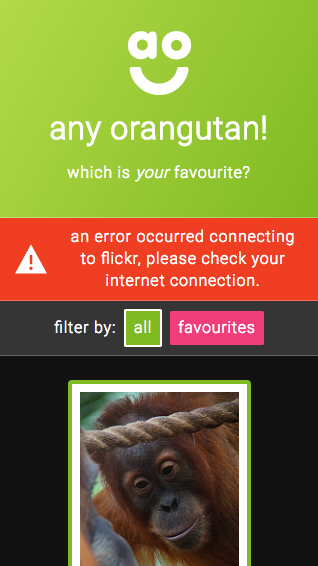 ao
any orangutan!
which is your favourite?
an error occurred connecting
to flickr, please check your
internet connection.
filter by: all favourites